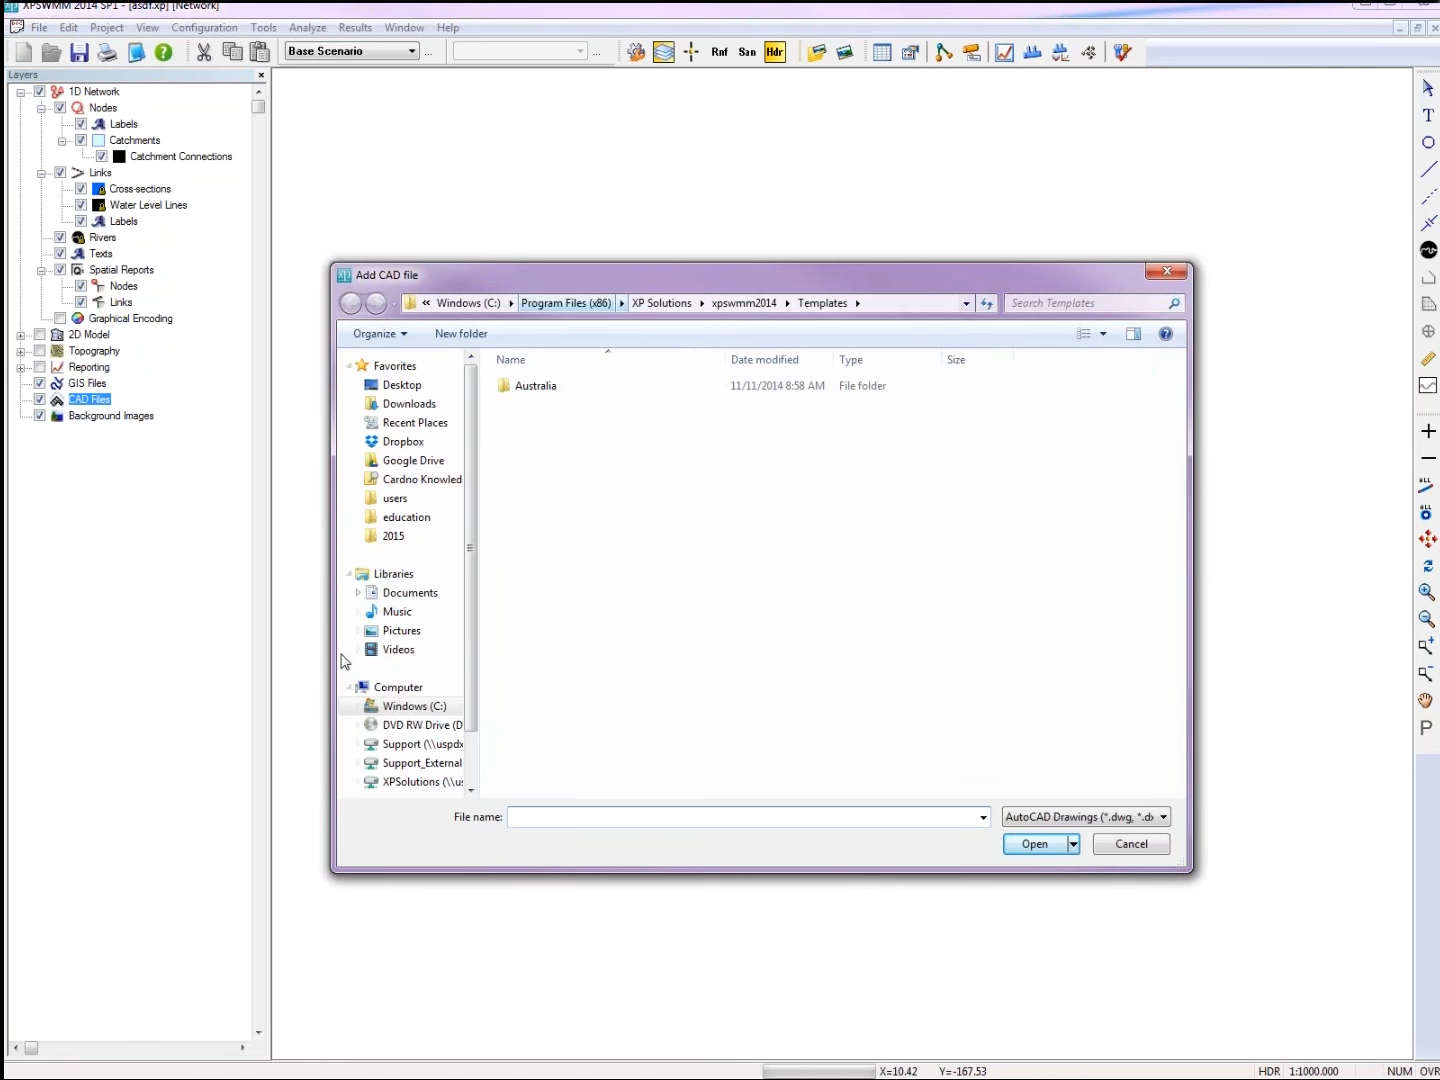 XPSWMM 2014 SP1 - [asdf.xp] [Network]
File Edit Project View Configuration Tools Analyze Results Window Help
Base Scenario ... ... Rnf San Hdr
Layers
1D Network
Nodes
Labels
Catchments
Catchment Connections
Links
Cross-sections
Water Level Lines
Labels
Rivers
Texts
Spatial Reports
Nodes
Links
Graphical Encoding
2D Model
Topography
Reporting
GIS Files
CAD Files
Background Images
Add CAD file
« Windows (C:) Program Files (x86) XP Solutions xpswmm2014 Templates
Search Templates
Organize New folder
Name Date modified Type Size
Australia 11/11/2014 8:58 AM File folder
Favorites
Desktop
Downloads
Recent Places
Dropbox
Google Drive
Cardno Knowled
users
education
2015
Libraries
Documents
Music
Pictures
Videos
Computer
Windows (C:)
DVD RW Drive (D
Support (\\uspdx
Support_External
XPSolutions (\\us
File name: AutoCAD Drawings (*.dwg, *.dx
Open Cancel
T
ALL
ALL
P
X=10.42 Y=-167.53 HDR 1:1000.000 NUM OVR